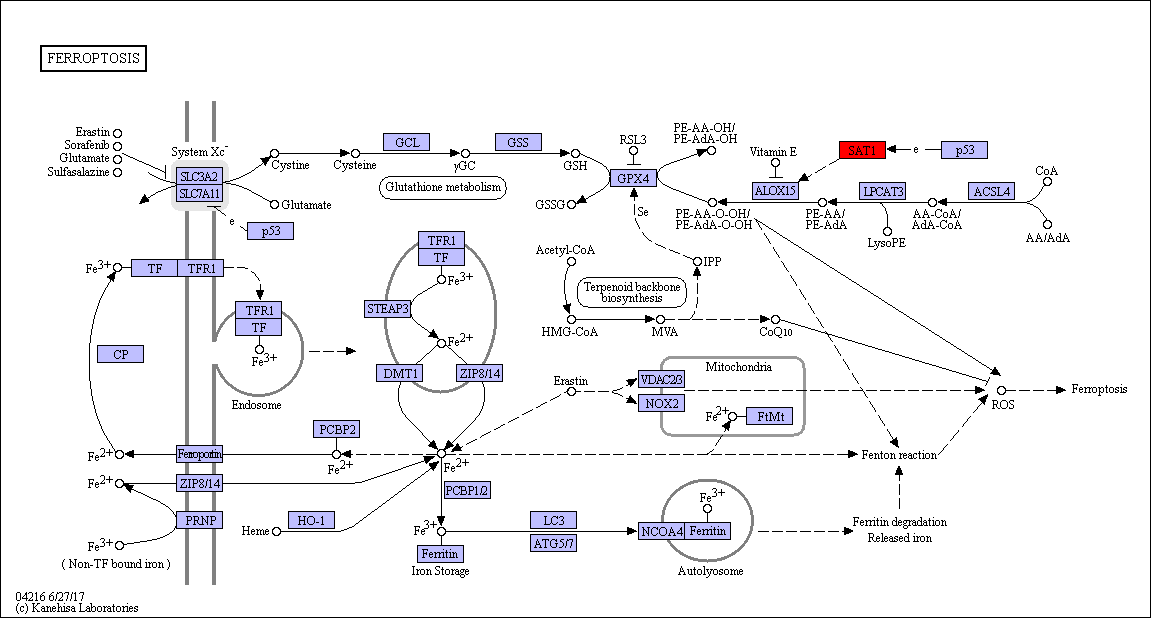 FERROPTOSIS
Erastin
Sorafenib
Glutamate
Sulfasalazine
System Xc-
SLC3A2
SLC7A11
Cystine
Cysteine
GCL
γGC
GSS
GSH
Glutathione metabolism
GSSG
Glutamate
e
p53
RSL3
GPX4
Se
PE-AA-OH/
PE-AdA-OH
PE-AA-O-OH/
PE-AdA-O-OH
Vitamin E
ALOX15
SAT1
e
p53
PE-AA/
PE-AdA
LPCAT3
LysoPE
AA-CoA/
AdA-CoA
ACSL4
CoA
AA/AdA
Fe3+
TF
TFR1
TFR1
TF
Fe3+
Endosome
CP
TFR1
TF
Fe3+
STEAP3
Fe2+
DMT1
ZIP8/14
Acetyl-CoA
Terpenoid backbone
biosynthesis
HMG-CoA
MVA
IPP
CoQ10
Erastin
Mitochondria
VDAC2/3
NOX2
Fe2+
FtMt
ROS
Ferroptosis
PCBP2
Fe2+
Ferroportin
Fe2+
Fe2+
Fenton reaction
Fe2+
ZIP8/14
PRNP
Fe3+
( Non-TF bound iron )
Heme
HO-1
PCBP1/2
Fe3+
Ferritin
Iron Storage
LC3
ATG5/7
Fe3+
NCOA4
Ferritin
Autolyosome
Ferritin degradation
Released iron
04216 6/27/17
(c) Kanehisa Laboratories